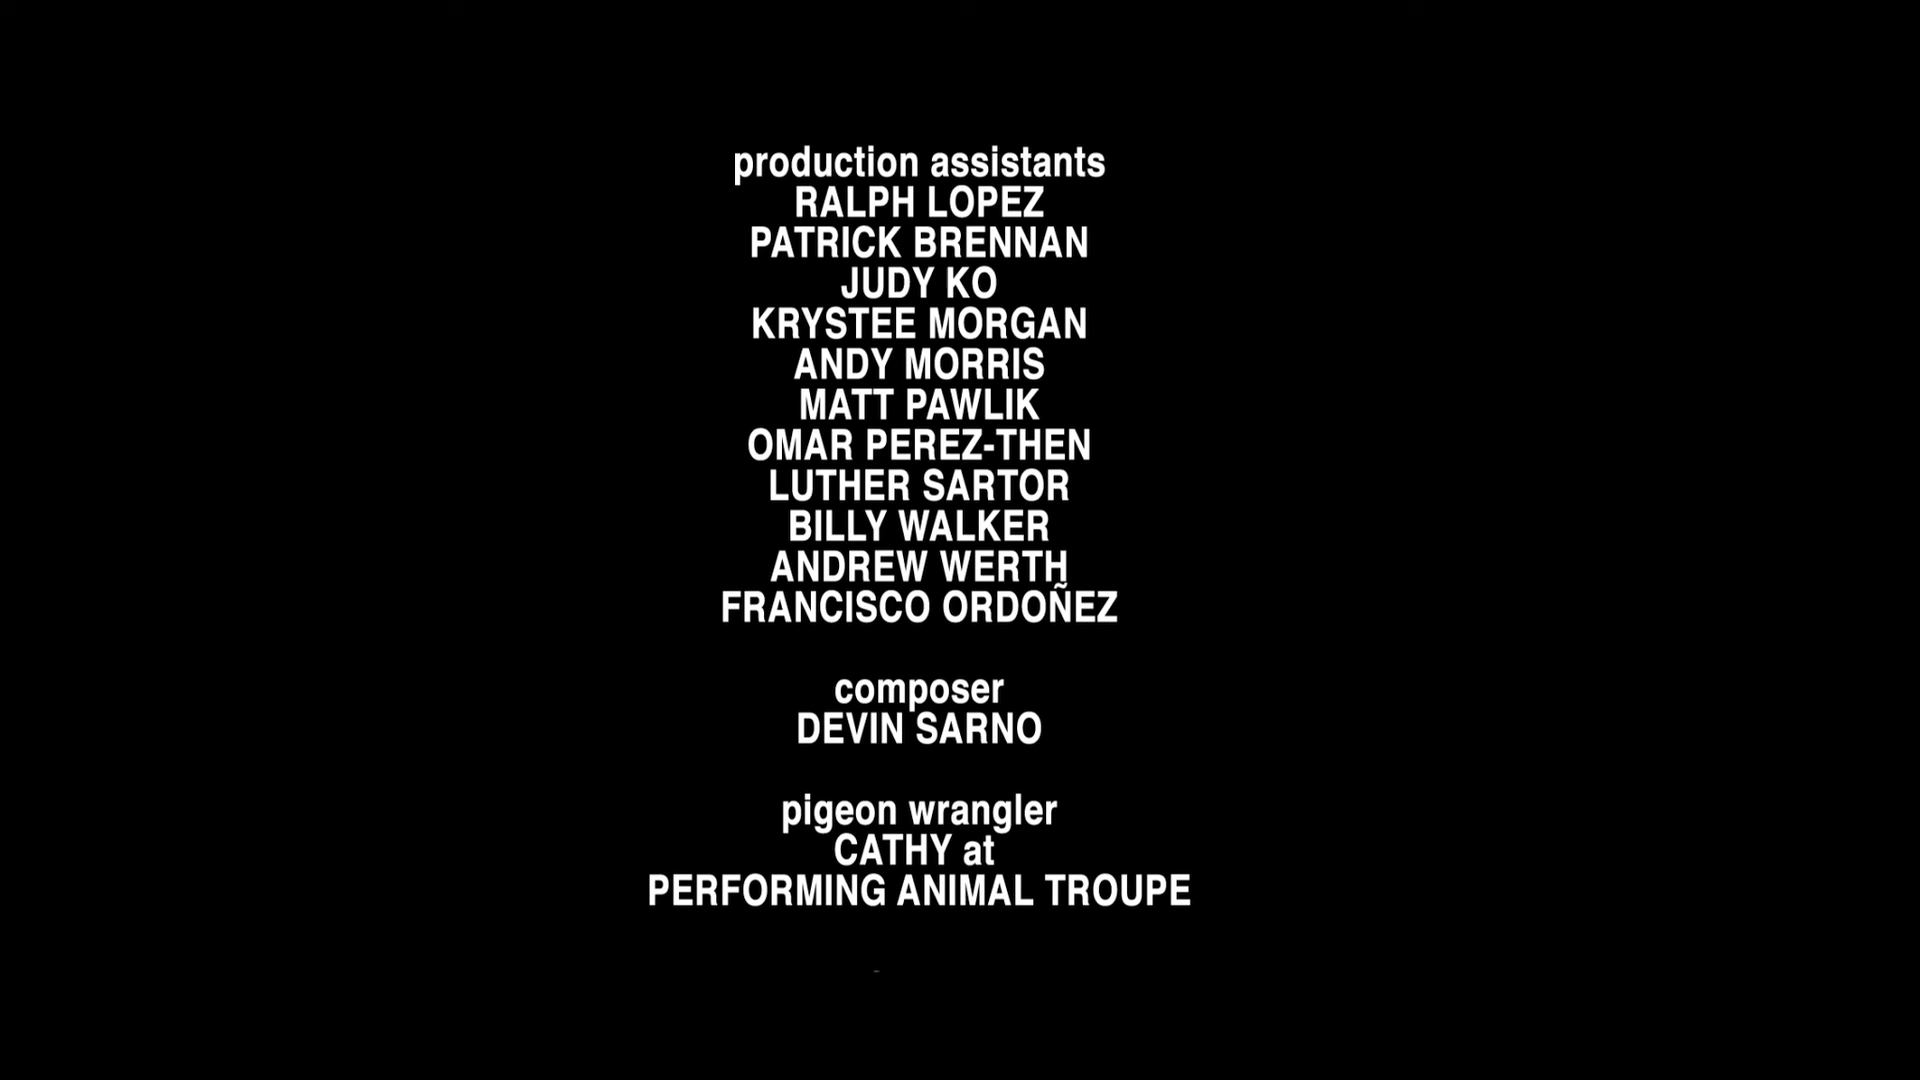 production assistants
RALPH LOPEZ
PATRICK BRENNAN
JUDY KO
KRYSTEE MORGAN
ANDY MORRIS
MATT PAWLIK
OMAR PEREZ-THEN
LUTHER SARTOR
BILLY WALKER
ANDREW WERTH
FRANCISCO ORDOÑEZ
composer
DEVIN SARNO
pigeon wrangler
CATHY at
PERFORMING ANIMAL TROUPE